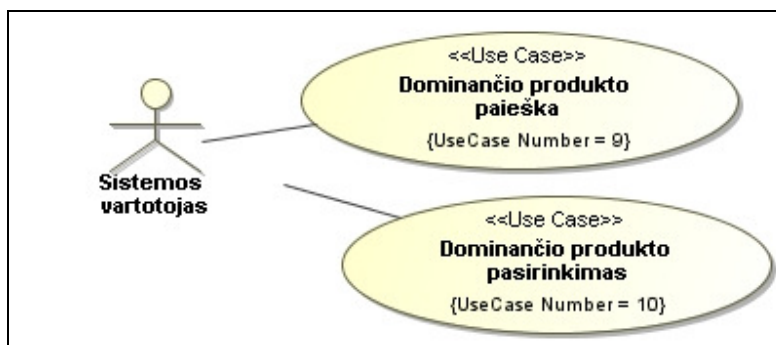 <<Use Case>>
Dominančio produkto
paieška
{UseCase Number = 9}
Sistemos
vartotojas
<<Use Case>>
Dominančio produkto
pasirinkimas
{UseCase Number = 10}